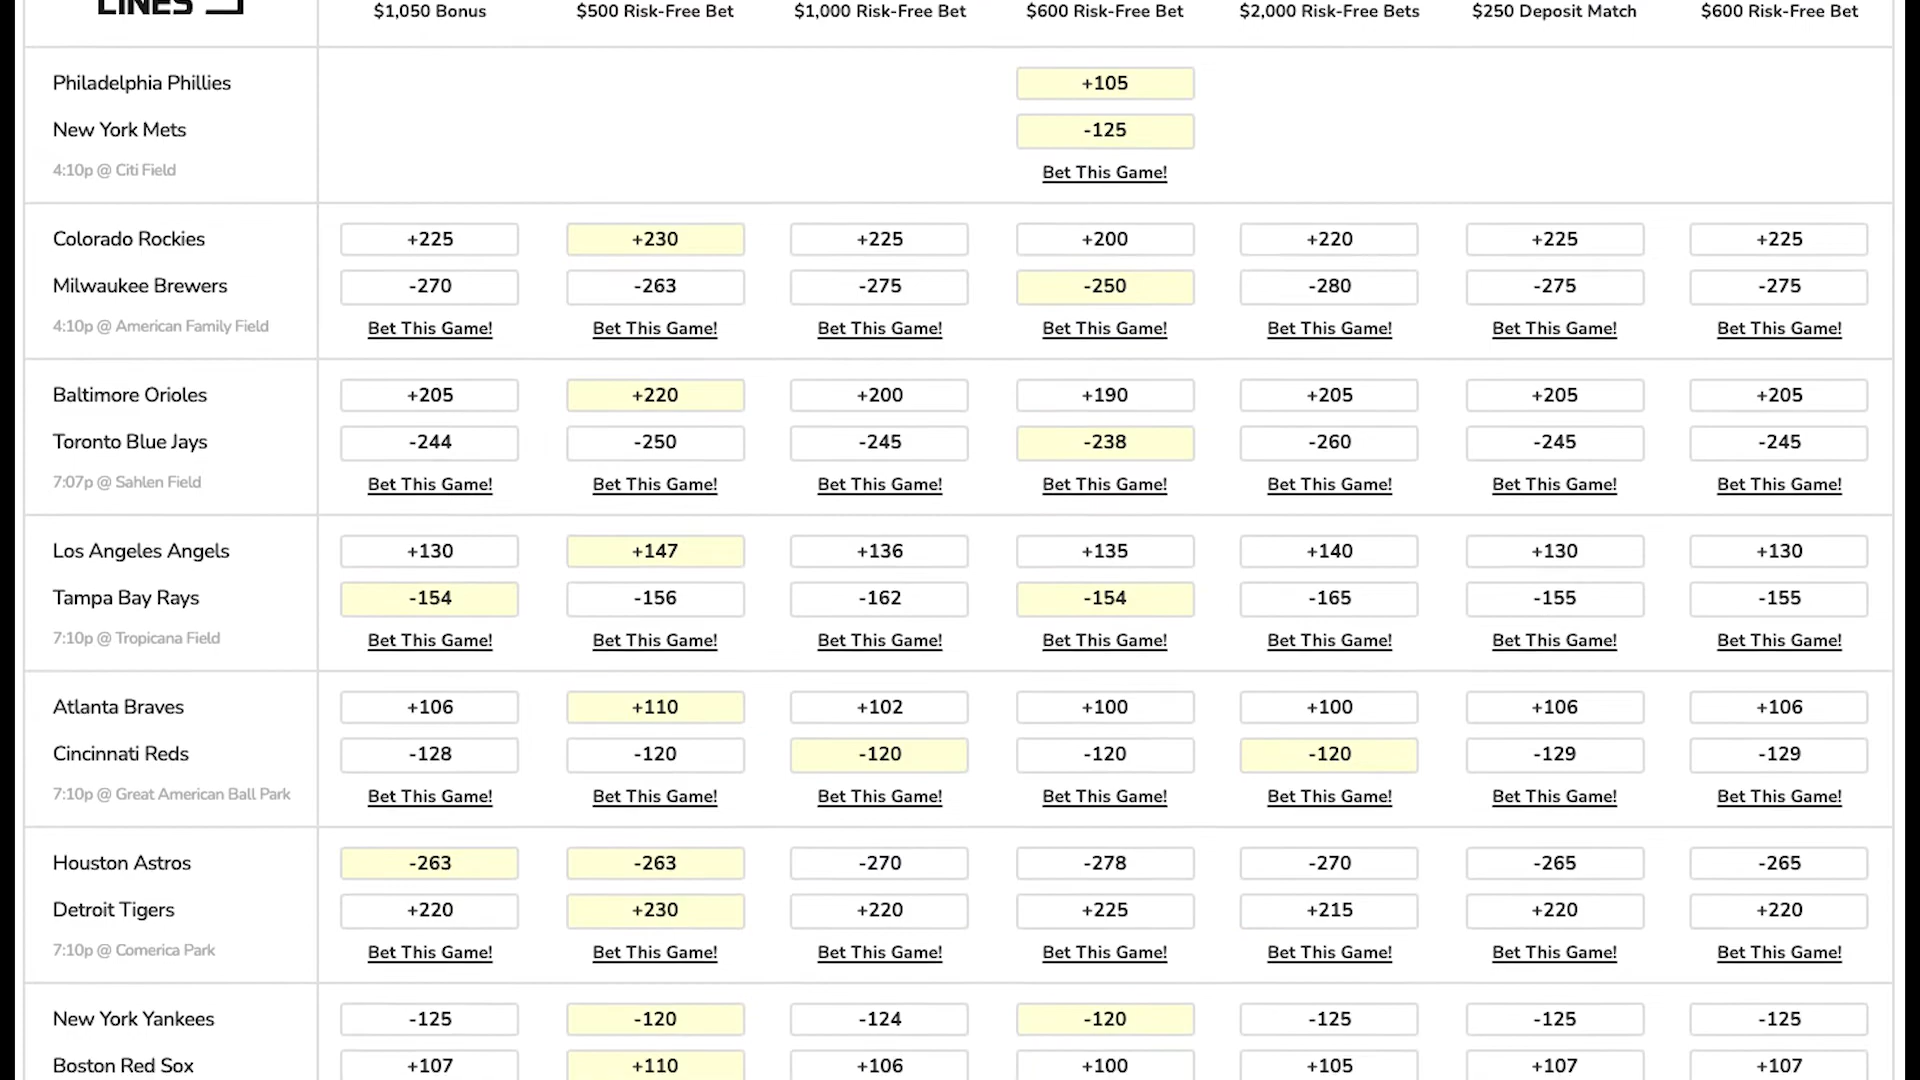 LINES
$1,050 Bonus $500 Risk-Free Bet $1,000 Risk-Free Bet $600 Risk-Free Bet $2,000 Risk-Free Bets $250 Deposit Match $600 Risk-Free Bet
Philadelphia Phillies +105
New York Mets -125
4:10p @ Citi Field Bet This Game!
Colorado Rockies +225 +230 +225 +200 +220 +225 +225
Milwaukee Brewers -270 -263 -275 -250 -280 -275 -275
4:10p @ American Family Field Bet This Game! Bet This Game! Bet This Game! Bet This Game! Bet This Game! Bet This Game! Bet This Game!
Baltimore Orioles +205 +220 +200 +190 +205 +205 +205
Toronto Blue Jays -244 -250 -245 -238 -260 -245 -245
7:07p @ Sahlen Field Bet This Game! Bet This Game! Bet This Game! Bet This Game! Bet This Game! Bet This Game! Bet This Game!
Los Angeles Angels +130 +147 +136 +135 +140 +130 +130
Tampa Bay Rays -154 -156 -162 -154 -165 -155 -155
7:10p @ Tropicana Field Bet This Game! Bet This Game! Bet This Game! Bet This Game! Bet This Game! Bet This Game! Bet This Game!
Atlanta Braves +106 +110 +102 +100 +100 +106 +106
Cincinnati Reds -128 -120 -120 -120 -120 -129 -129
7:10p @ Great American Ball Park Bet This Game! Bet This Game! Bet This Game! Bet This Game! Bet This Game! Bet This Game! Bet This Game!
Houston Astros -263 -263 -270 -278 -270 -265 -265
Detroit Tigers +220 +230 +220 +225 +215 +220 +220
7:10p @ Comerica Park Bet This Game! Bet This Game! Bet This Game! Bet This Game! Bet This Game! Bet This Game! Bet This Game!
New York Yankees -125 -120 -124 -120 -125 -125 -125
Boston Red Sox +107 +110 +106 +100 +105 +107 +107